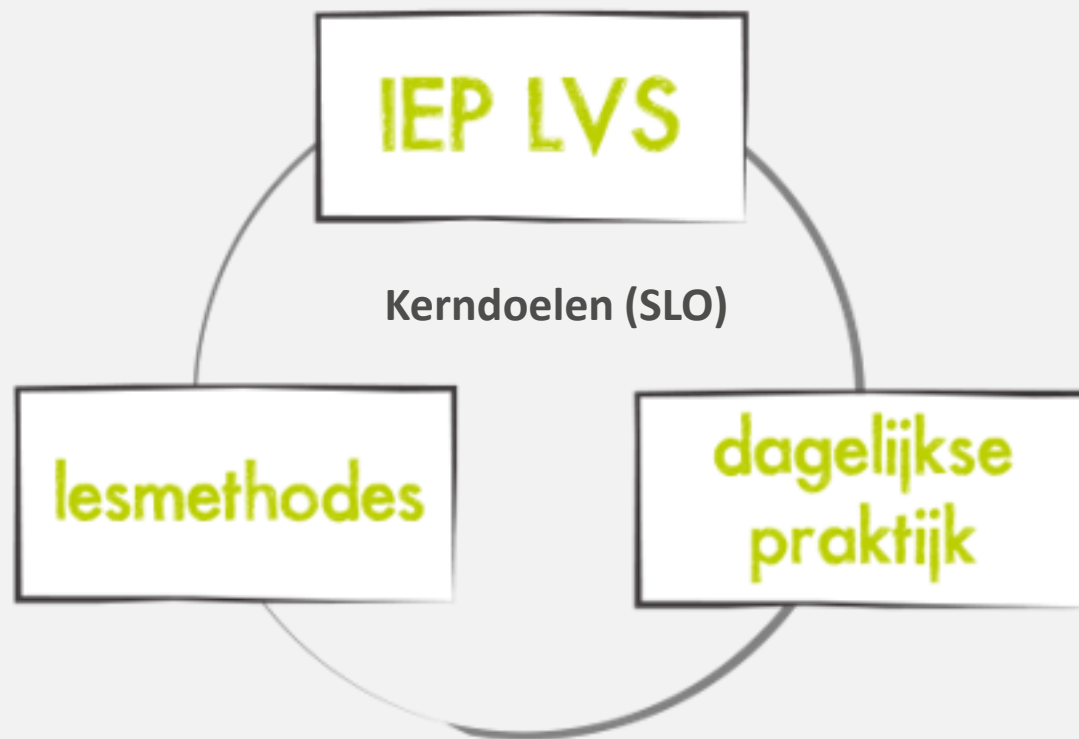 IEP LVS
Kerndoelen (SLO)
lesmethodes
dagelijkse
praktijk